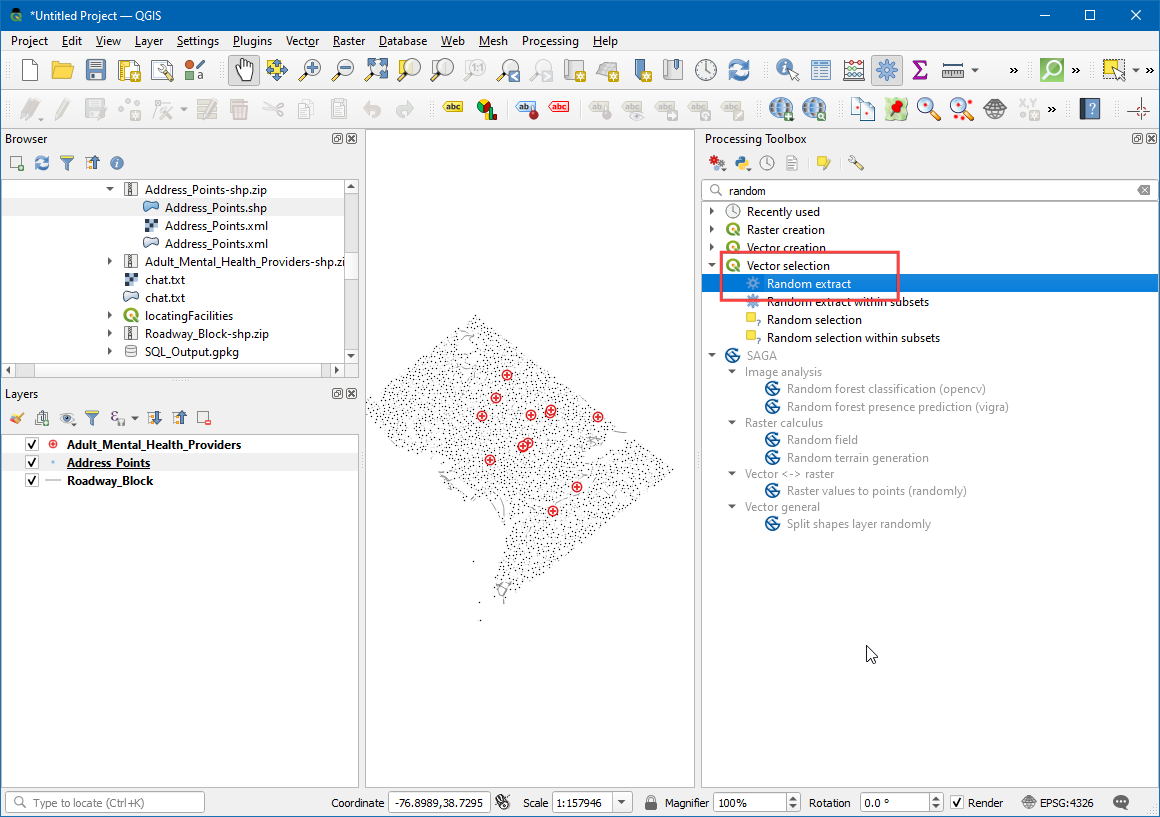 *Untitled Project — QGIS
Project Edit View Layer Settings Plugins Vector Raster Database Web Mesh Processing Help
Browser
Address_Points-shp.zip
Address_Points.shp
Address_Points.xml
Address_Points.xml
Adult_Mental_Health_Providers-shp.zi
chat.txt
chat.txt
locatingFacilities
Roadway_Block-shp.zip
SQL_Output.gpkg
Layers
Adult_Mental_Health_Providers
Address_Points
Roadway_Block
Processing Toolbox
random
Recently used
Raster creation
Vector creation
Vector selection
Random extract
Random extract within subsets
Random selection
Random selection within subsets
SAGA
Image analysis
Random forest classification (opencv)
Random forest presence prediction (vigra)
Raster calculus
Random field
Random terrain generation
Vector <-> raster
Raster values to points (randomly)
Vector general
Split shapes layer randomly
Type to locate (Ctrl+K) Coordinate -76.8989,38.7295 Scale 1:157946 Magnifier 100% Rotation 0.0 ° Render EPSG:4326